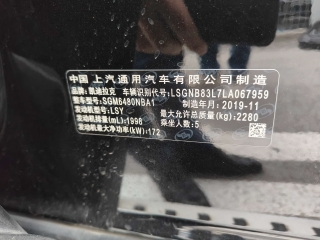 中国 上汽通用汽车有限公司制造
品牌:凯迪拉克 车辆识别代号:LSGNB83L7LA067959
整车型号:SGM6480NBA1 制造年月:2019-11
发动机型号:LSY 最大允许总质量(kg):2280
发动机排量(mL):1998 乘坐人数:5
发动机最大净功率(kW):172